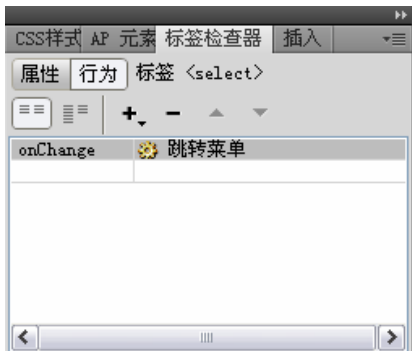 CSS样式 AP 元素 标签检查器 插入
属性 行为 标签 <select>
onChange 跳转菜单